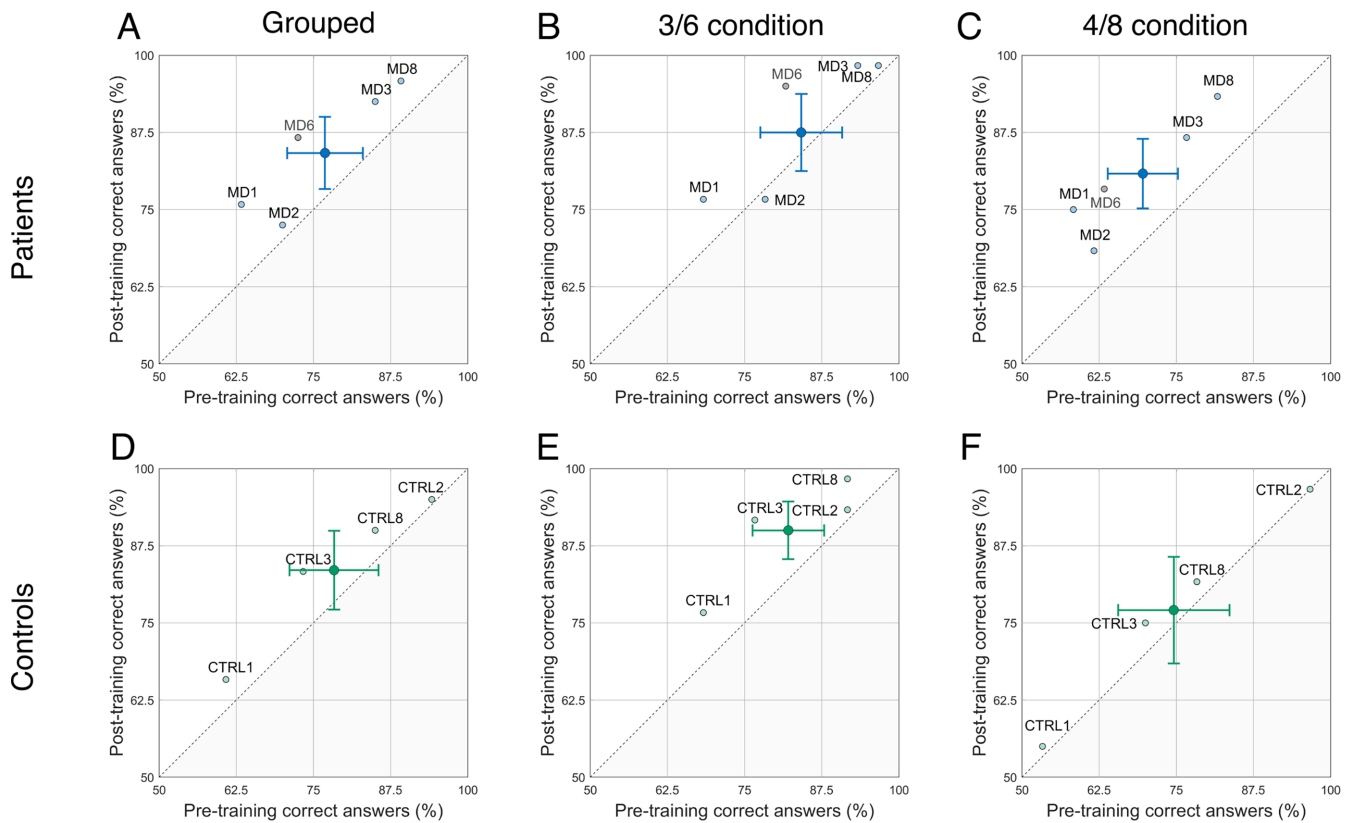 A
Grouped
B
3/6 condition
C
4/8 condition
Patients
Post-training correct answers (%)
100
87.5
75
62.5
50
MD8
MD3
MD6
MD1
MD2
50
62.5
75
87.5
100
Pre-training correct answers (%)
Post-training correct answers (%)
100
87.5
75
62.5
50
MD3
MD6
MD8
MD1
MD2
50
62.5
75
87.5
100
Pre-training correct answers (%)
Post-training correct answers (%)
100
87.5
75
62.5
50
MD8
MD3
MD1
MD6
MD2
50
62.5
75
87.5
100
Pre-training correct answers (%)
Controls
D
Post-training correct answers (%)
100
87.5
75
62.5
50
CTRL2
CTRL8
CTRL3
CTRL1
50
62.5
75
87.5
100
Pre-training correct answers (%)
E
Post-training correct answers (%)
100
87.5
75
62.5
50
CTRL8
CTRL3
CTRL2
CTRL1
50
62.5
75
87.5
100
Pre-training correct answers (%)
F
Post-training correct answers (%)
100
87.5
75
62.5
50
CTRL2
CTRL8
CTRL3
CTRL1
50
62.5
75
87.5
100
Pre-training correct answers (%)